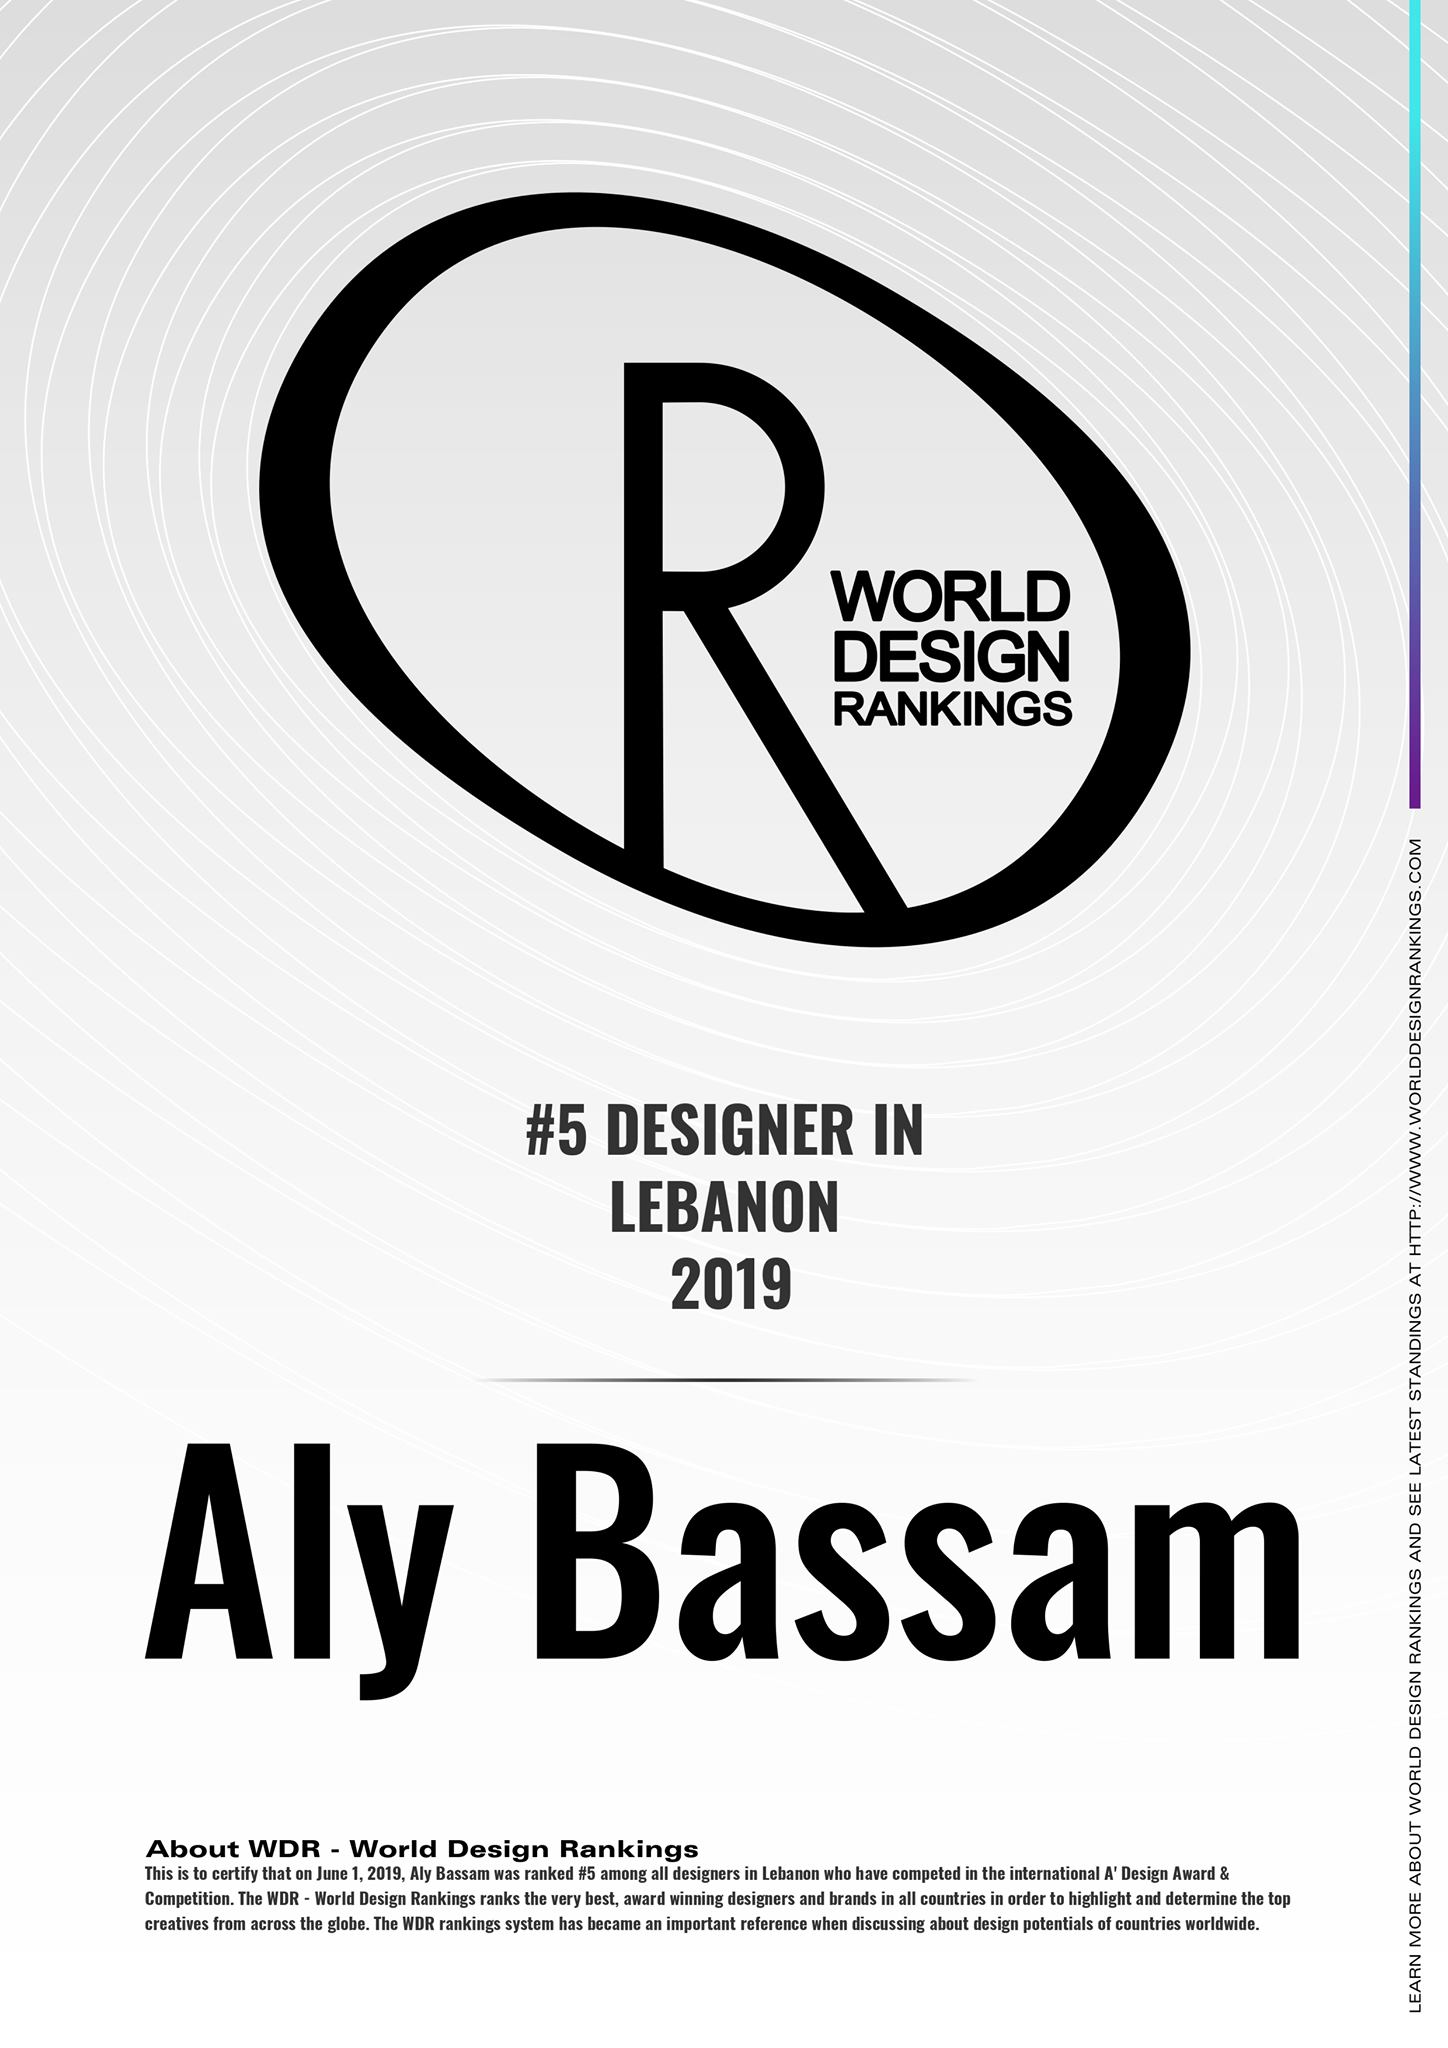 R
WORLD
DESIGN
RANKINGS
#5 DESIGNER IN
LEBANON
2019
Aly Bassam
About WDR - World Design Rankings
This is to certify that on June 1, 2019, Aly Bassam was ranked #5 among all designers in Lebanon who have competed in the international A' Design Award &
Competition. The WDR - World Design Rankings ranks the very best, award winning designers and brands in all countries in order to highlight and determine the top
creatives from across the globe. The WDR rankings system has became an important reference when discussing about design potentials of countries worldwide.
LEARN MORE ABOUT WORLD DESIGN RANKINGS AND SEE LATEST STANDINGS AT HTTP://WWW.WORLDDESIGNRANKINGS.COM